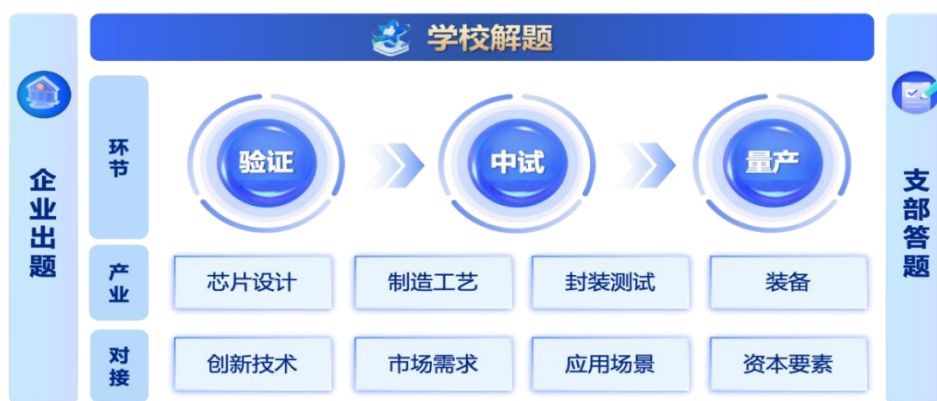 学校解题
企业出题
环节
验证
中试
量产
产业
芯片设计
制造工艺
封装测试
装备
对接
创新技术
市场需求
应用场景
资本要素
支部答题